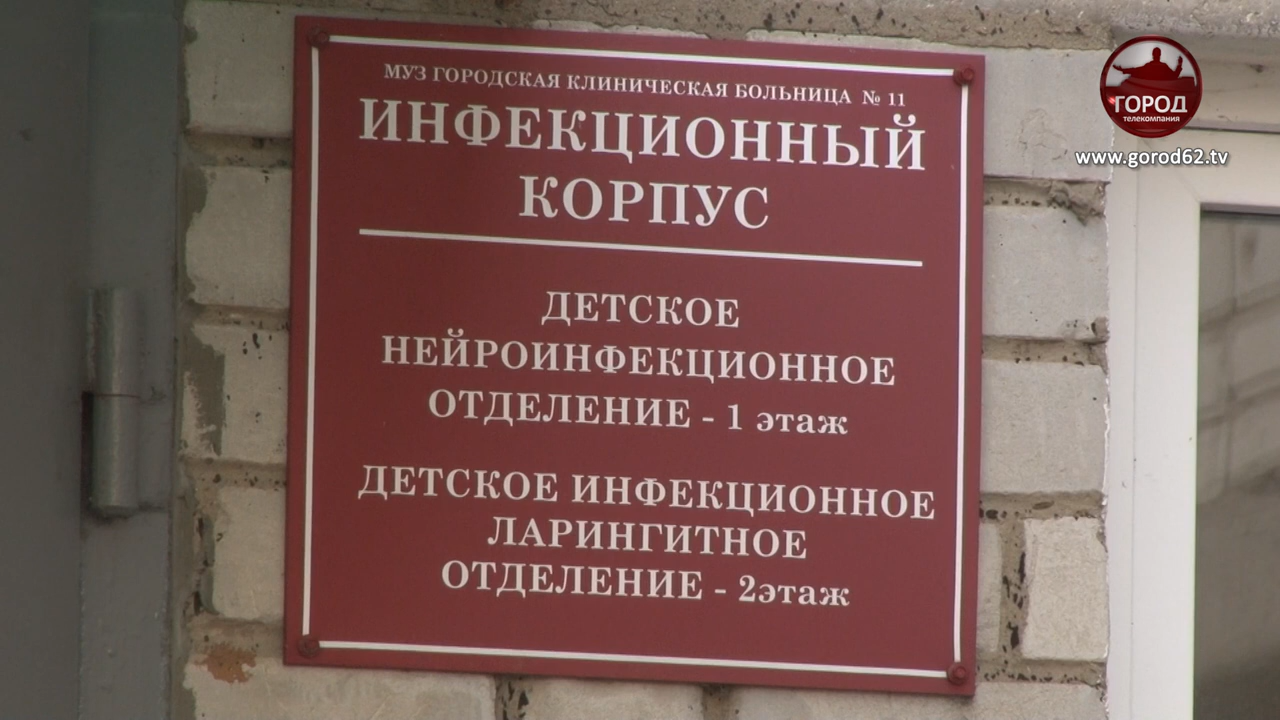 МУЗ ГОРОДСКАЯ КЛИНИЧЕСКАЯ БОЛЬНИЦА № 11
ИНФЕКЦИОННЫЙ
КОРПУС
ДЕТСКОЕ
НЕЙРОИНФЕКЦИОННОЕ
ОТДЕЛЕНИЕ - 1 этаж
ДЕТСКОЕ ИНФЕКЦИОННОЕ
ЛАРИНГИТНОЕ
ОТДЕЛЕНИЕ - 2этаж
ГОРОД
телекомпания
www.gorod62.tv